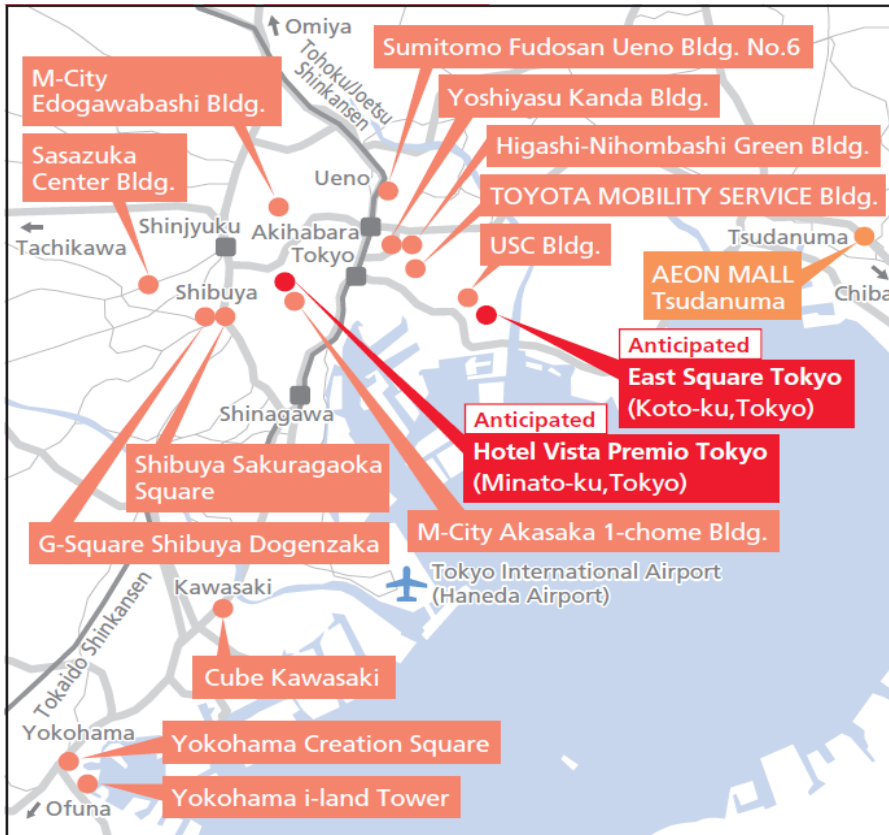 Omiya
Tohoku/Joetsu
Shinkansen
Sumitomo Fudosan Ueno Bldg. No.6
M-City
Edogawabashi Bldg.
Yoshiyasu Kanda Bldg.
Higashi-Nihombashi Green Bldg.
Sasazuka
Center Bldg.
Ueno
TOYOTA MOBILITY SERVICE Bldg.
Shinjyuku
Akihabara
Tachikawa
Tokyo
USC Bldg.
Tsudanuma
AEON MALL
Tsudanuma
Chiba
Shibuya
Anticipated
East Square Tokyo
(Koto-ku,Tokyo)
Shinagawa
Anticipated
Hotel Vista Premio Tokyo
(Minato-ku,Tokyo)
Shibuya Sakuragaoka
Square
G-Square Shibuya Dogenzaka
M-City Akasaka 1-chome Bldg.
Tokyo International Airport
(Haneda Airport)
Kawasaki
Tokaido Shinkansen
Cube Kawasaki
Yokohama
Yokohama Creation Square
Yokohama i-land Tower
Ofuna